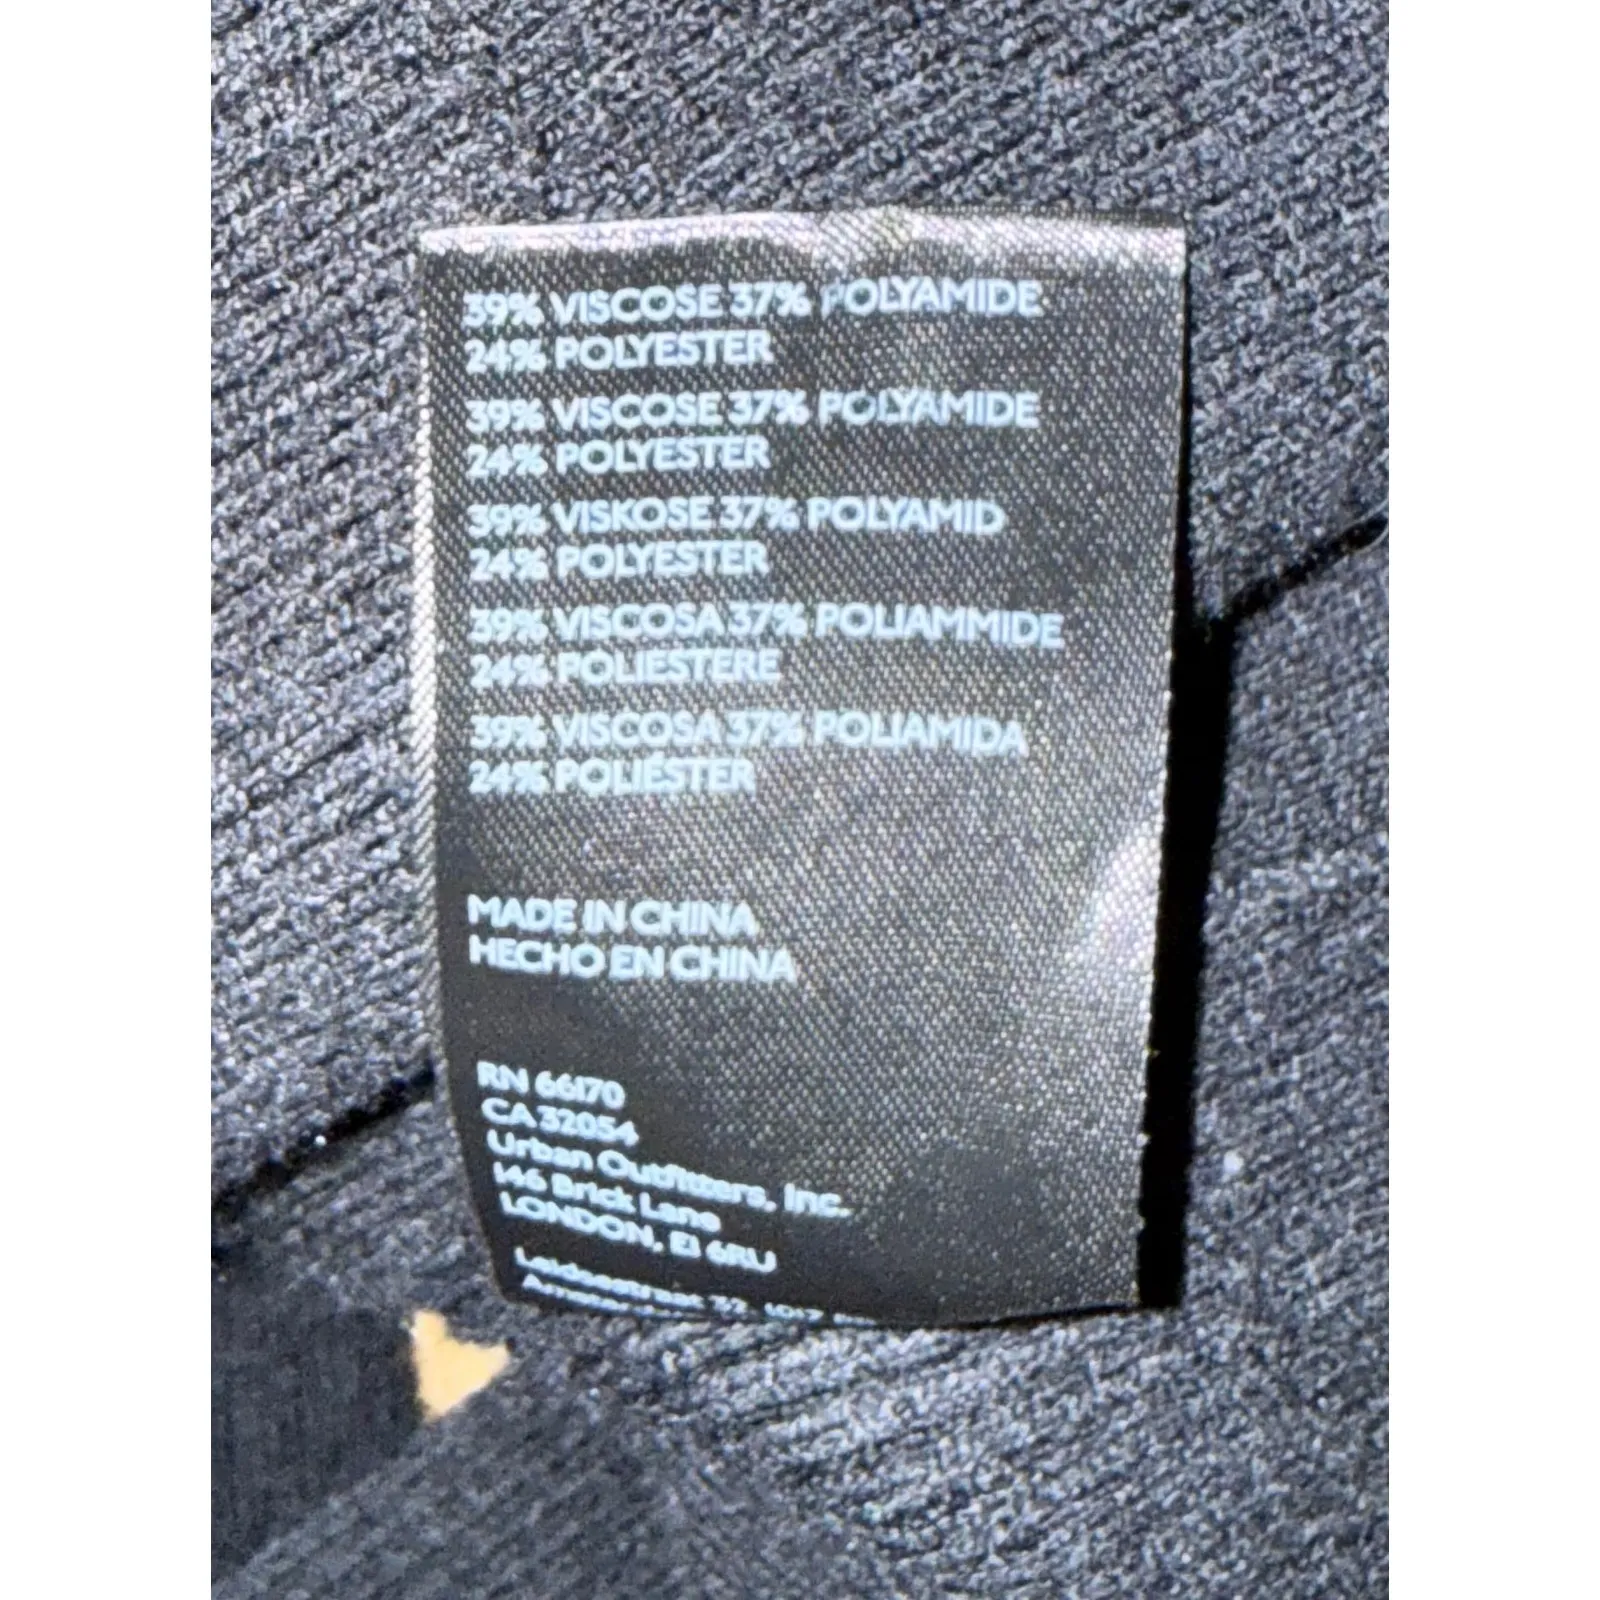 39% VISCOSE 37% POLYAMIDE
24% POLYESTER
39% VISCOSE 37% POLYAMIDE
24% POLYESTER
39% VISKOSE 37% POLYAMID
24% POLYESTER
39% VISCOSA 37% POLIAMMIDE
24% POLIESTERE
39% VISCOSA 37% POLIAMIDA
24% POLIÉSTER
MADE IN CHINA
HECHO EN CHINA
RN 66170
CA 32054
Urban Outfitters, Inc.
146 Brick Lane
LONDON, E1 6RU